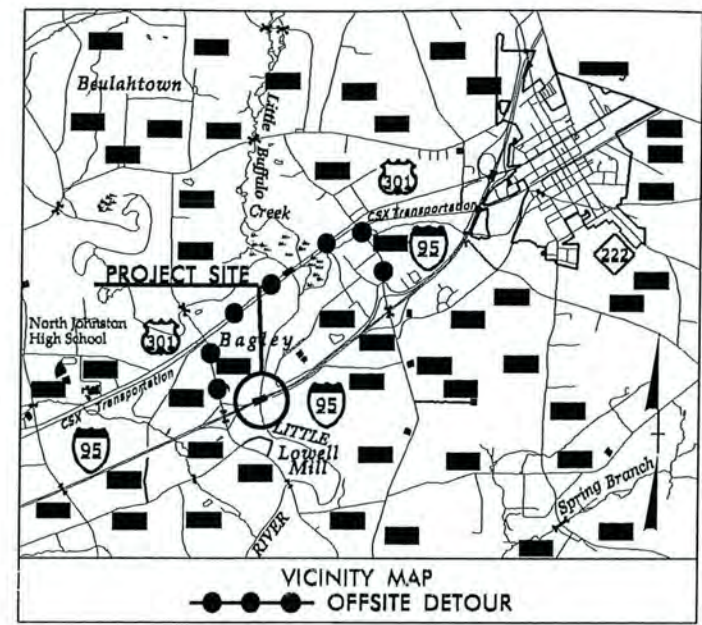 Beulahtown
Little Buffalo Creek
301
CSX Transportation
95
222
PROJECT SITE
North Johnston
High School
301
Bagley
CSX Transportation
95
95
LITTLE
Lowell
Mill
RIVER
Spring Branch
VICINITY MAP
OFFSITE DETOUR